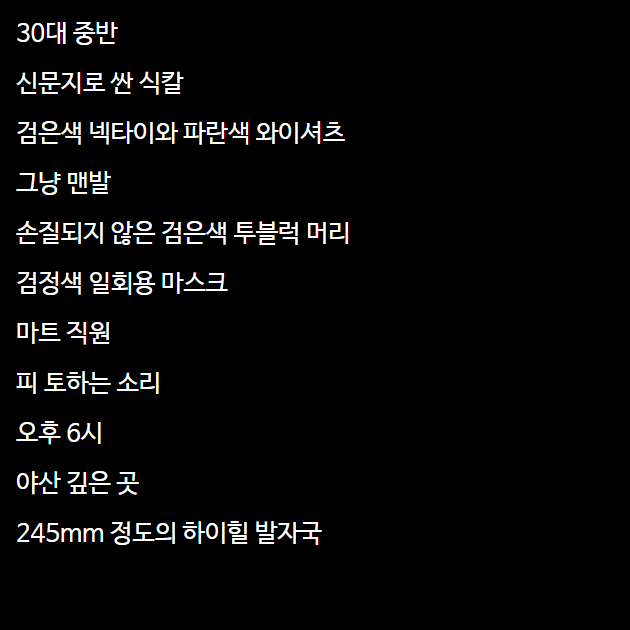 30대 중반
신문지로 싼 식칼
검은색 넥타이와 파란색 와이셔츠
그냥 맨발
손질되지 않은 검은색 투블럭 머리
검정색 일회용 마스크
마트 직원
피 토하는 소리
오후 6시
야산 깊은 곳
245mm 정도의 하이힐 발자국